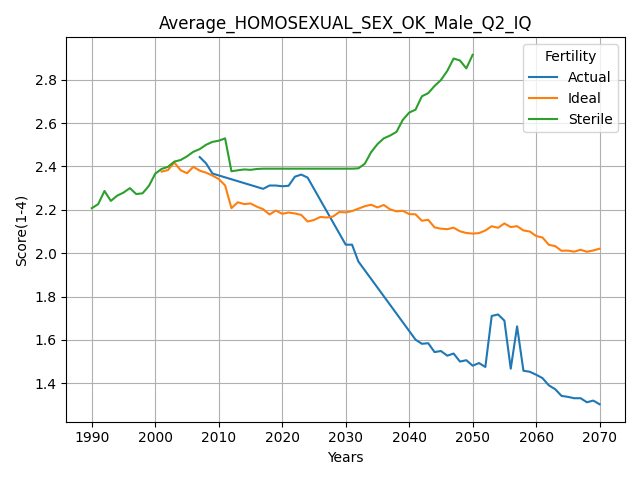 Average_HOMOSEXUAL_SEX_OK_Male_Q2_IQ
Fertility
Actual
Ideal
Sterile
Score(1-4)
2.8
2.6
2.4
2.2
2.0
1.8
1.6
1.4
1990 2000 2010 2020 2030 2040 2050 2060 2070
Years